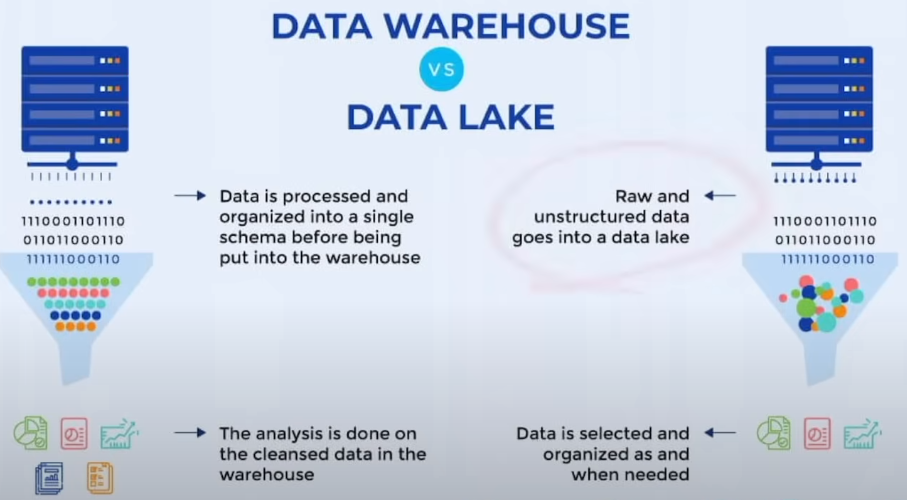 DATA WAREHOUSE
VS
DATA LAKE
1110001101110
011011000110
111111000110
Data is processed and
organized into a single
schema before being
put into the warehouse
Raw and
unstructured data
goes into a data lake
1110001101110
011011000110
111111000110
The analysis is done on
the cleansed data in the
warehouse
Data is selected and
organized as and
when needed